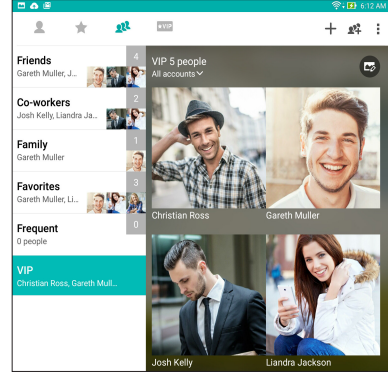 6:12 AM
VIP
Friends
4
Gareth Muller, J...
Co-workers
2
Josh Kelly, Liandra Ja...
Family
1
Gareth Muller
Favorites
3
Gareth Muller, Li...
Frequent
0
0 people
VIP
Christian Ross, Gareth Mull...
VIP 5 people
All accounts
Christian Ross
Gareth Muller
Josh Kelly
Liandra Jackson